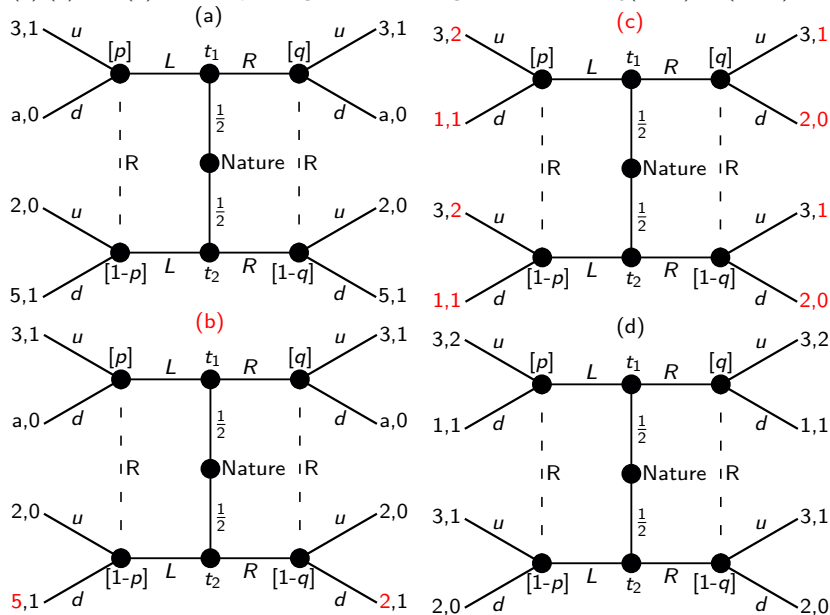 (a)
3,1 u [p] L t₁ R [q] u 3,1
a,0 d d a,0
½
R Nature R
½
2,0 u u 2,0
5,1 d [1-p] L t₂ R [1-q] d 5,1
(c)
3,2 u [p] L t₁ R [q] u 3,1
1,1 d d 2,0
½
R Nature R
½
3,2 u u 3,1
1,1 d [1-p] L t₂ R [1-q] d 2,0
(b)
3,1 u [p] L t₁ R [q] u 3,1
a,0 d d a,0
½
R Nature R
½
2,0 u u 2,0
5,1 d [1-p] L t₂ R [1-q] d 2,1
(d)
3,2 u [p] L t₁ R [q] u 3,2
1,1 d d 1,1
½
R Nature R
½
3,1 u u 3,1
2,0 d [1-p] L t₂ R [1-q] d 2,0